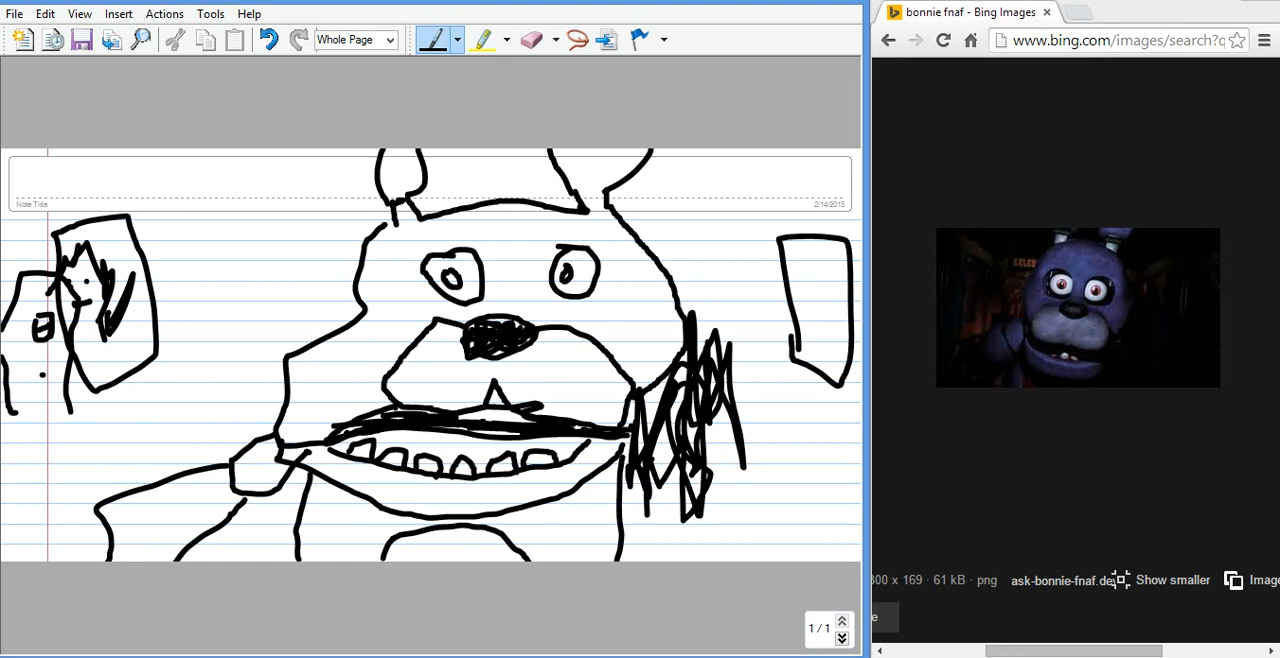 File Edit View Insert Actions Tools Help
Whole Page
Note Title
2/14/2015
1 / 1
bonnie fnaf - Bing Images
www.bing.com/images/search?q
300 x 169 · 61 kB · png
ask-bonnie-fnaf.de
Show smaller
Imag
e